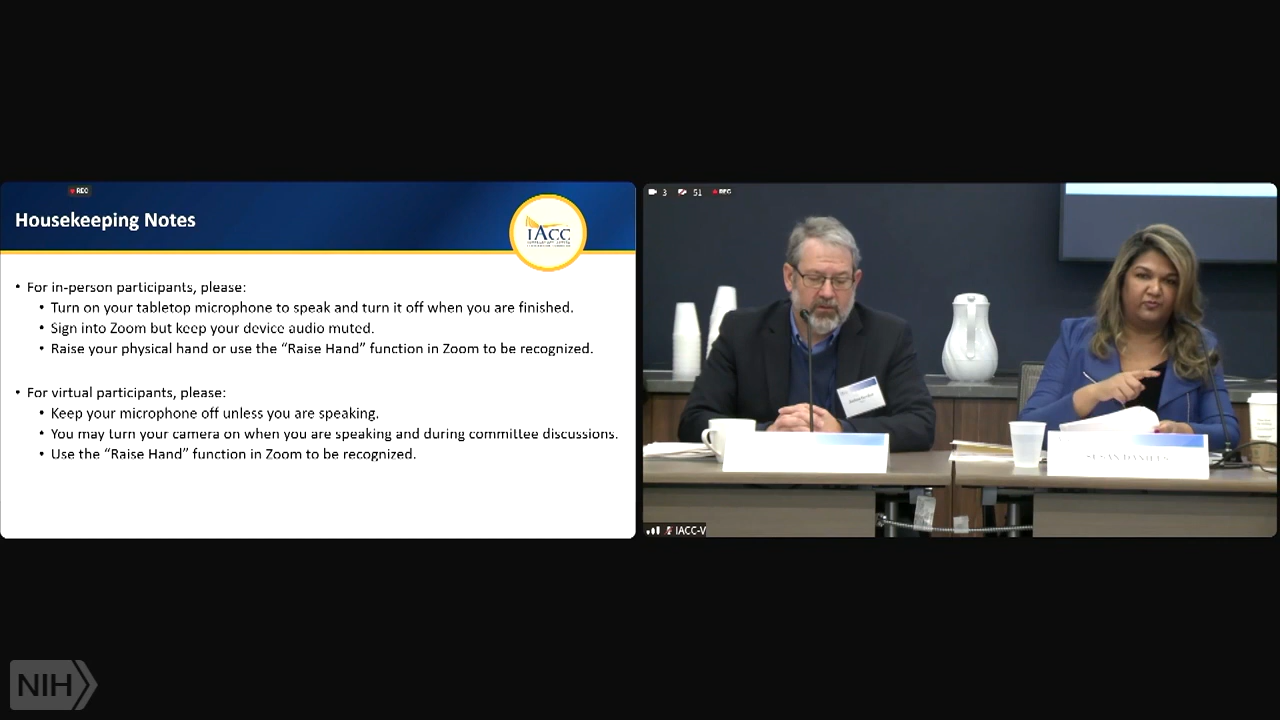 REC
Housekeeping Notes
IACC
• For in-person participants, please:
• Turn on your tabletop microphone to speak and turn it off when you are finished.
• Sign into Zoom but keep your device audio muted.
• Raise your physical hand or use the “Raise Hand” function in Zoom to be recognized.
• For virtual participants, please:
• Keep your microphone off unless you are speaking.
• You may turn your camera on when you are speaking and during committee discussions.
• Use the “Raise Hand” function in Zoom to be recognized.
3 51 REC
SUSAN DANIELS
IACC-V
NIH